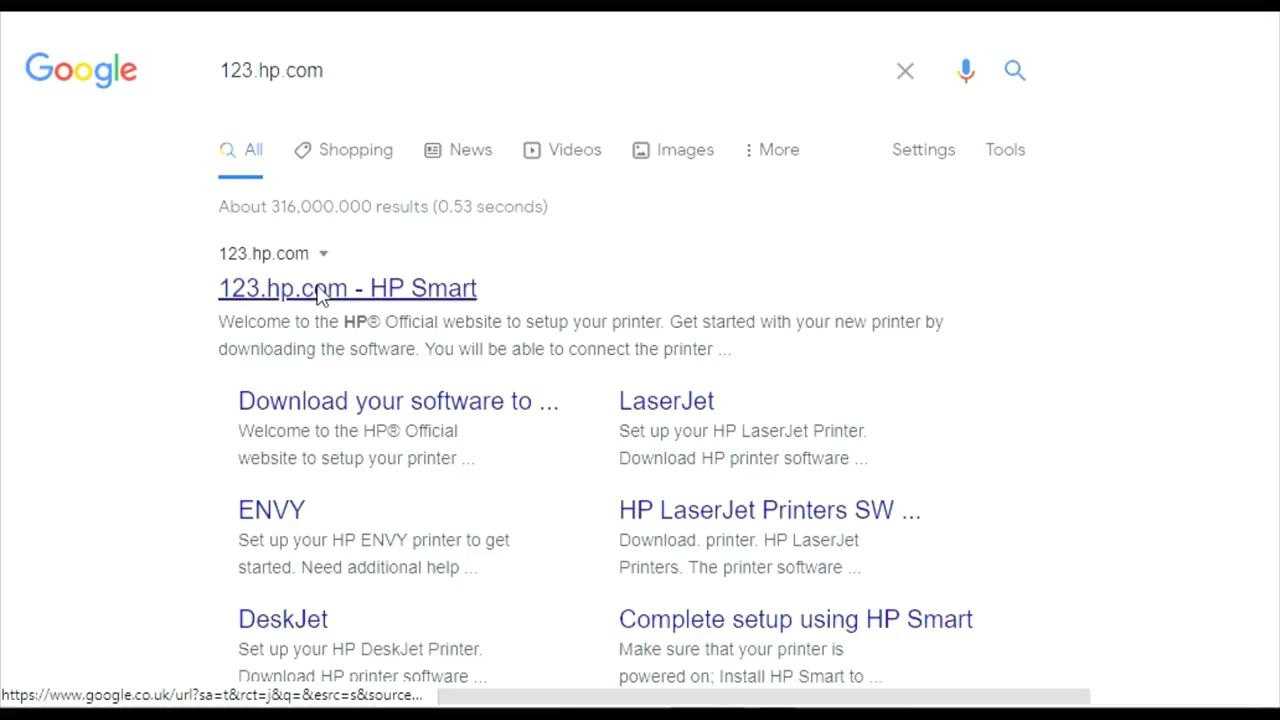 Google
123.hp.com
All Shopping News Videos Images More Settings Tools
About 316,000,000 results (0.53 seconds)
123.hp.com
123.hp.com - HP Smart
Welcome to the HP® Official website to setup your printer. Get started with your new printer by
downloading the software. You will be able to connect the printer ...
Download your software to ...
Welcome to the HP® Official
website to setup your printer ...
LaserJet
Set up your HP LaserJet Printer.
Download HP printer software ...
ENVY
Set up your HP ENVY printer to get
started. Need additional help ...
HP LaserJet Printers SW ...
Download. printer. HP LaserJet
Printers. The printer software ...
DeskJet
Set up your HP DeskJet Printer.
Download HP printer software ...
Complete setup using HP Smart
Make sure that your printer is
powered on; Install HP Smart to ...
https://www.google.co.uk/url?sa=t&rct=j&q=&esrc=s&source...